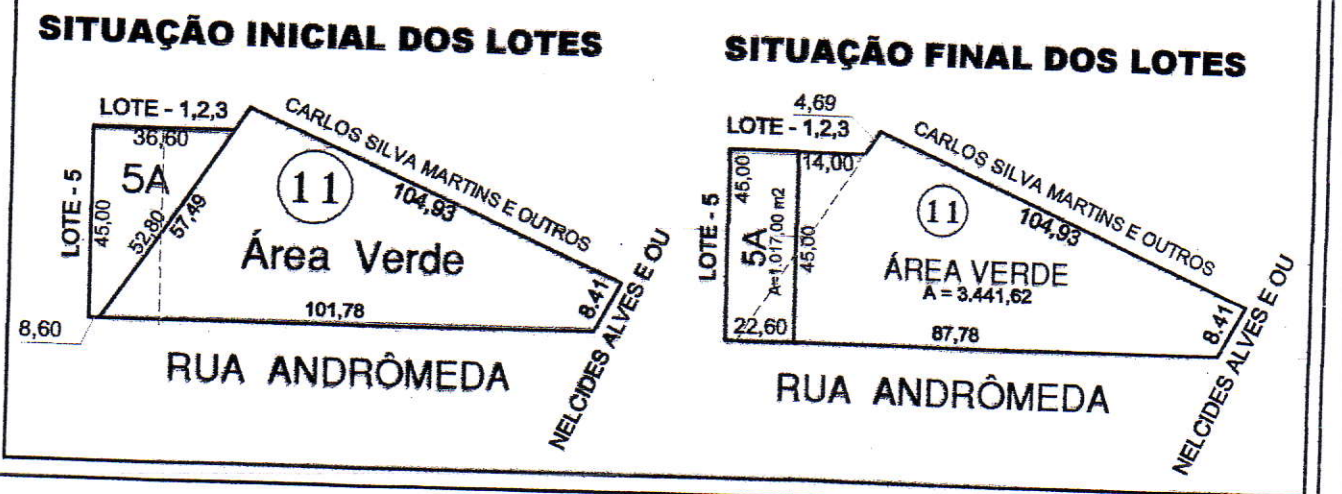 SITUAÇÃO INICIAL DOS LOTES
LOTE - 1,2,3
36,60
CARLOS SILVA MARTINS E OUTROS
5A
11
104,93
LOTE - 5
45,00
52,80
57,49
Área Verde
101,78
8.41
8,60
RUA ANDRÔMEDA
NELCIDES ALVES E OU
SITUAÇÃO FINAL DOS LOTES
4,69
LOTE - 1,2,3
CARLOS SILVA MARTINS E OUTROS
45,00
14,00
11
104,93
LOTE - 5
5A
A=1.017,00 m2
45,00
ÁREA VERDE
A = 3.441,62
22,60
87,78
8.41
RUA ANDRÔMEDA
NELCIDES ALVES E OU